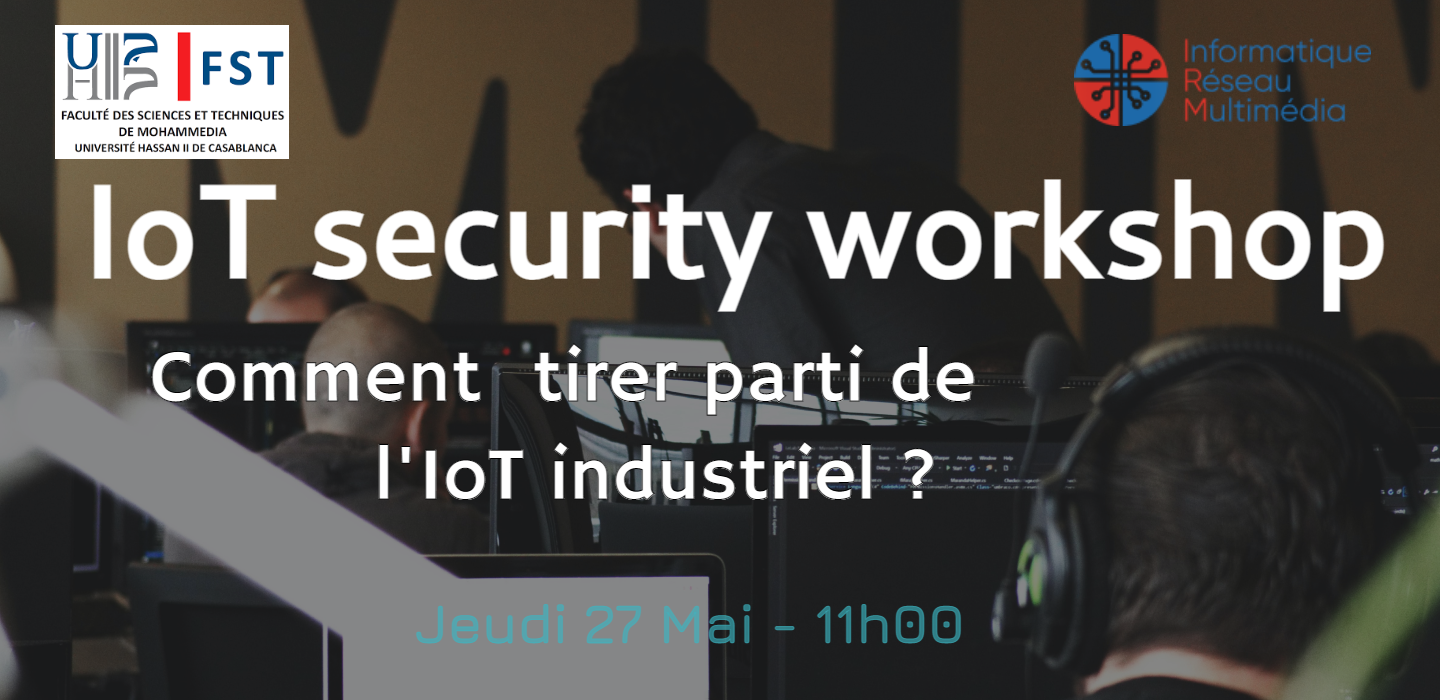 FST
FACULTÉ DES SCIENCES ET TECHNIQUES
DE MOHAMMEDIA
UNIVERSITÉ HASSAN II DE CASABLANCA
Informatique
Réseau
Multimédia
IoT security workshop
Comment tirer parti de
l'IoT industriel ?
Jeudi 27 Mai - 11h00